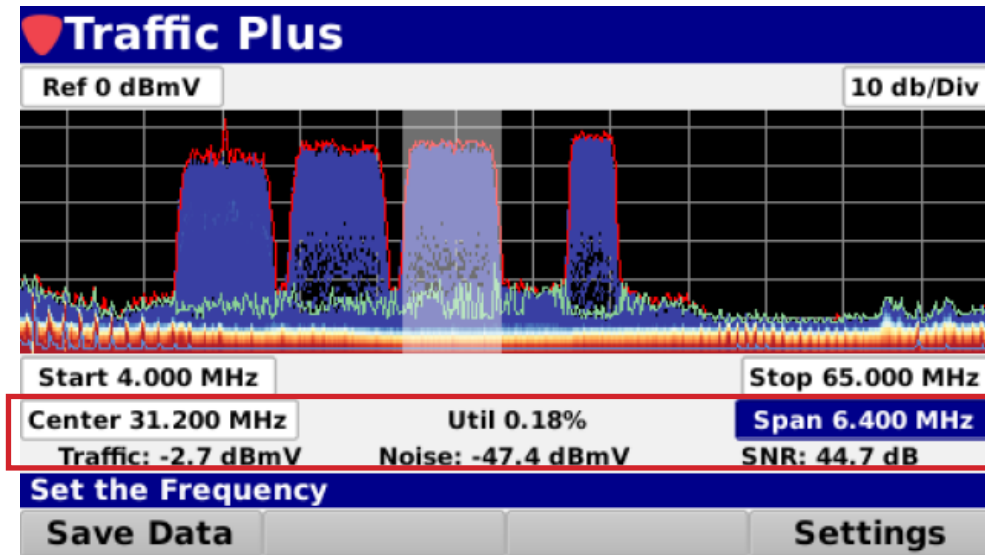 Traffic Plus
Ref 0 dBmV 10 db/Div
Start 4.000 MHz Stop 65.000 MHz
Center 31.200 MHz Util 0.18% Span 6.400 MHz
Traffic: -2.7 dBmV Noise: -47.4 dBmV SNR: 44.7 dB
Set the Frequency
Save Data Settings